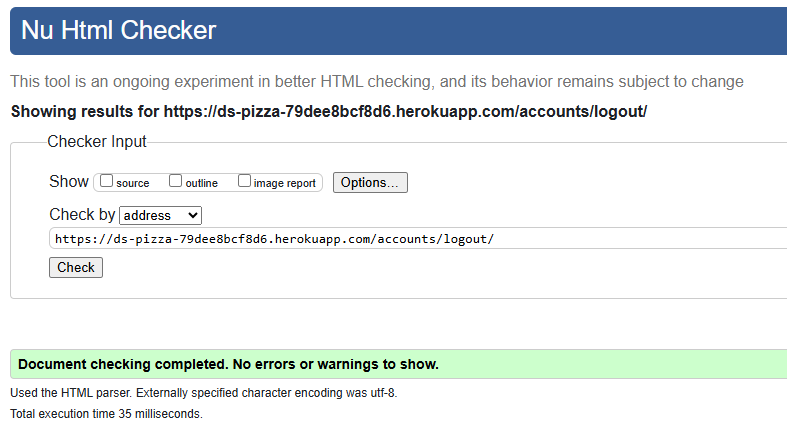 Nu Html Checker
This tool is an ongoing experiment in better HTML checking, and its behavior remains subject to change
Showing results for https://ds-pizza-79dee8bcf8d6.herokuapp.com/accounts/logout/
Checker Input
Show source outline image report Options...
Check by address
https://ds-pizza-79dee8bcf8d6.herokuapp.com/accounts/logout/
Check
Document checking completed. No errors or warnings to show.
Used the HTML parser. Externally specified character encoding was utf-8.
Total execution time 35 milliseconds.